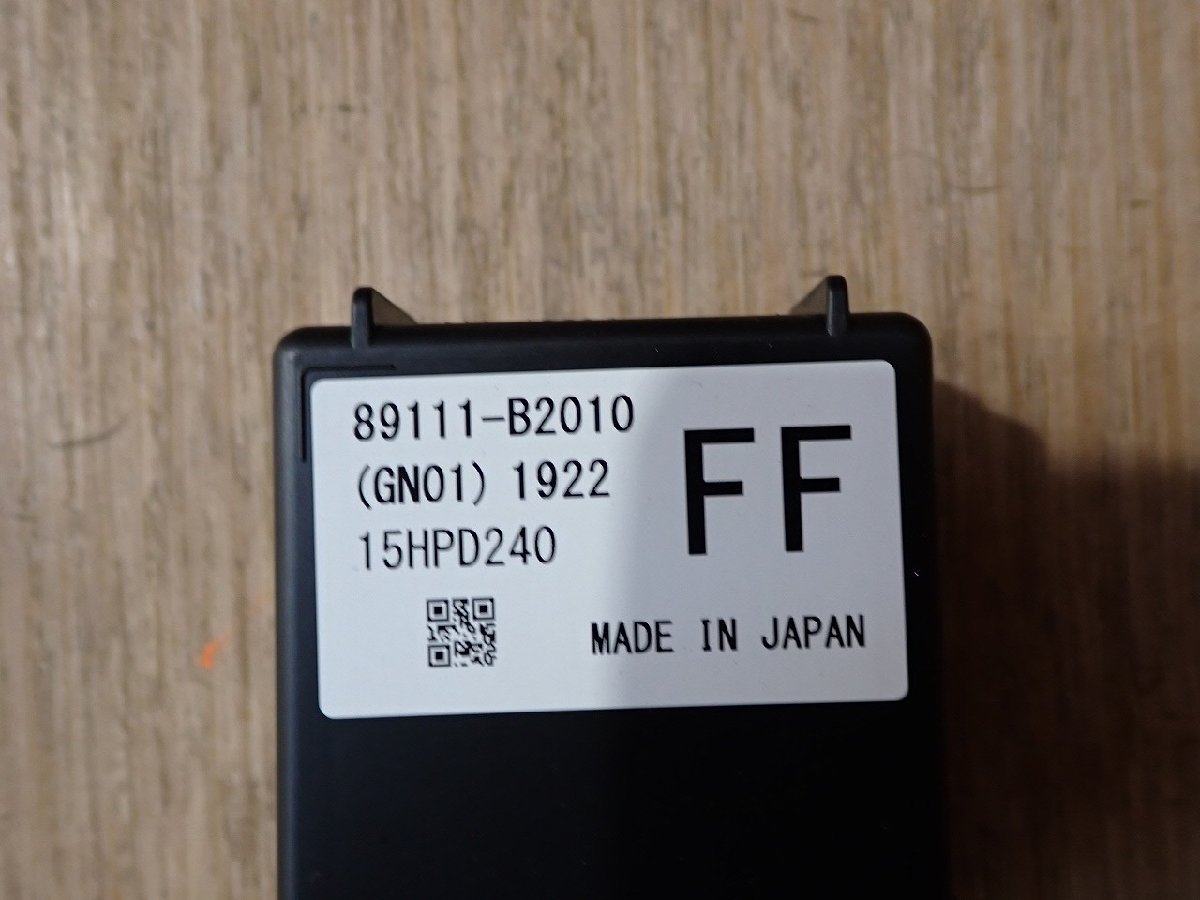 89111-B2010
(GN01) 1922
15HPD240
FF
MADE IN JAPAN